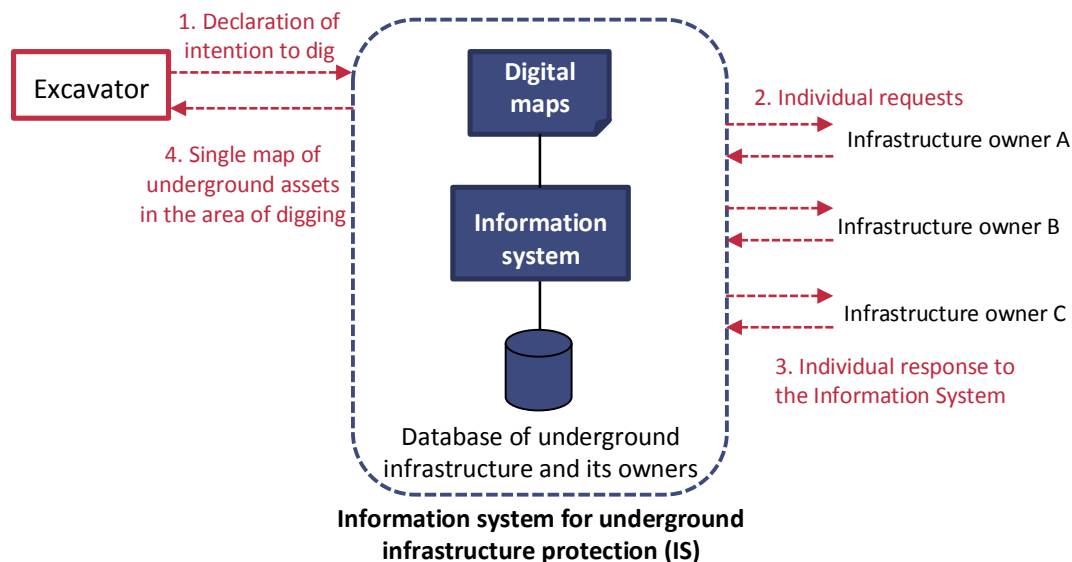 1. Declaration of
intention to dig
Excavator
4. Single map of
underground assets
in the area of digging
Digital
maps
Information
system
Database of underground
infrastructure and its owners
Information system for underground
infrastructure protection (IS)
2. Individual requests
Infrastructure owner A
Infrastructure owner B
Infrastructure owner C
3. Individual response to
the Information System